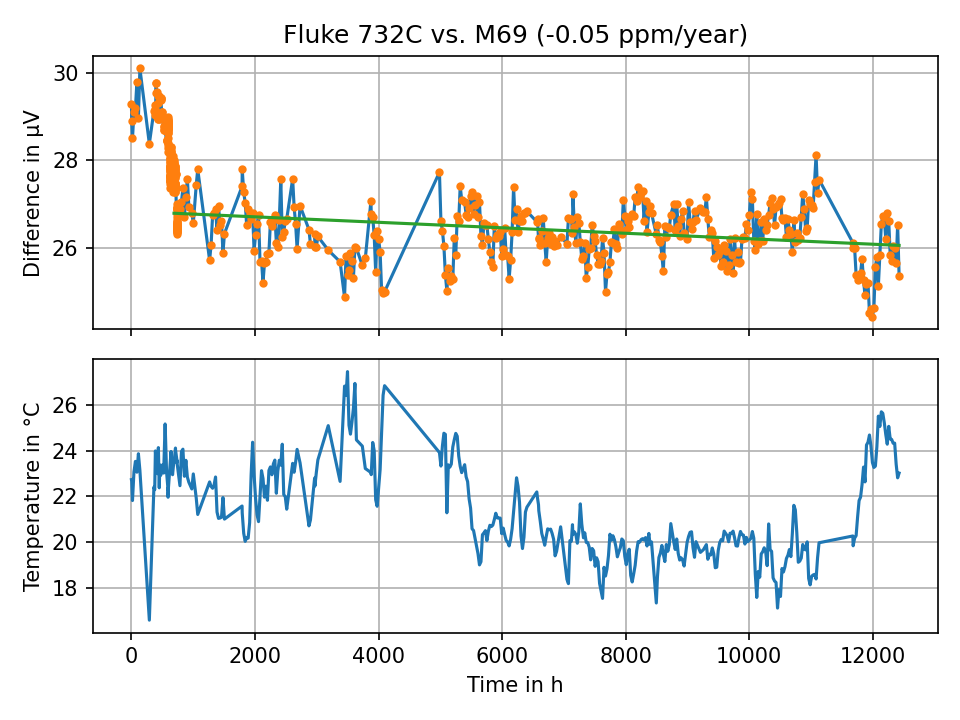 Fluke 732C vs. M69 (-0.05 ppm/year)
Difference in µV
30
28
26
Temperature in °C
26
24
22
20
18
0 2000 4000 6000 8000 10000 12000
Time in h